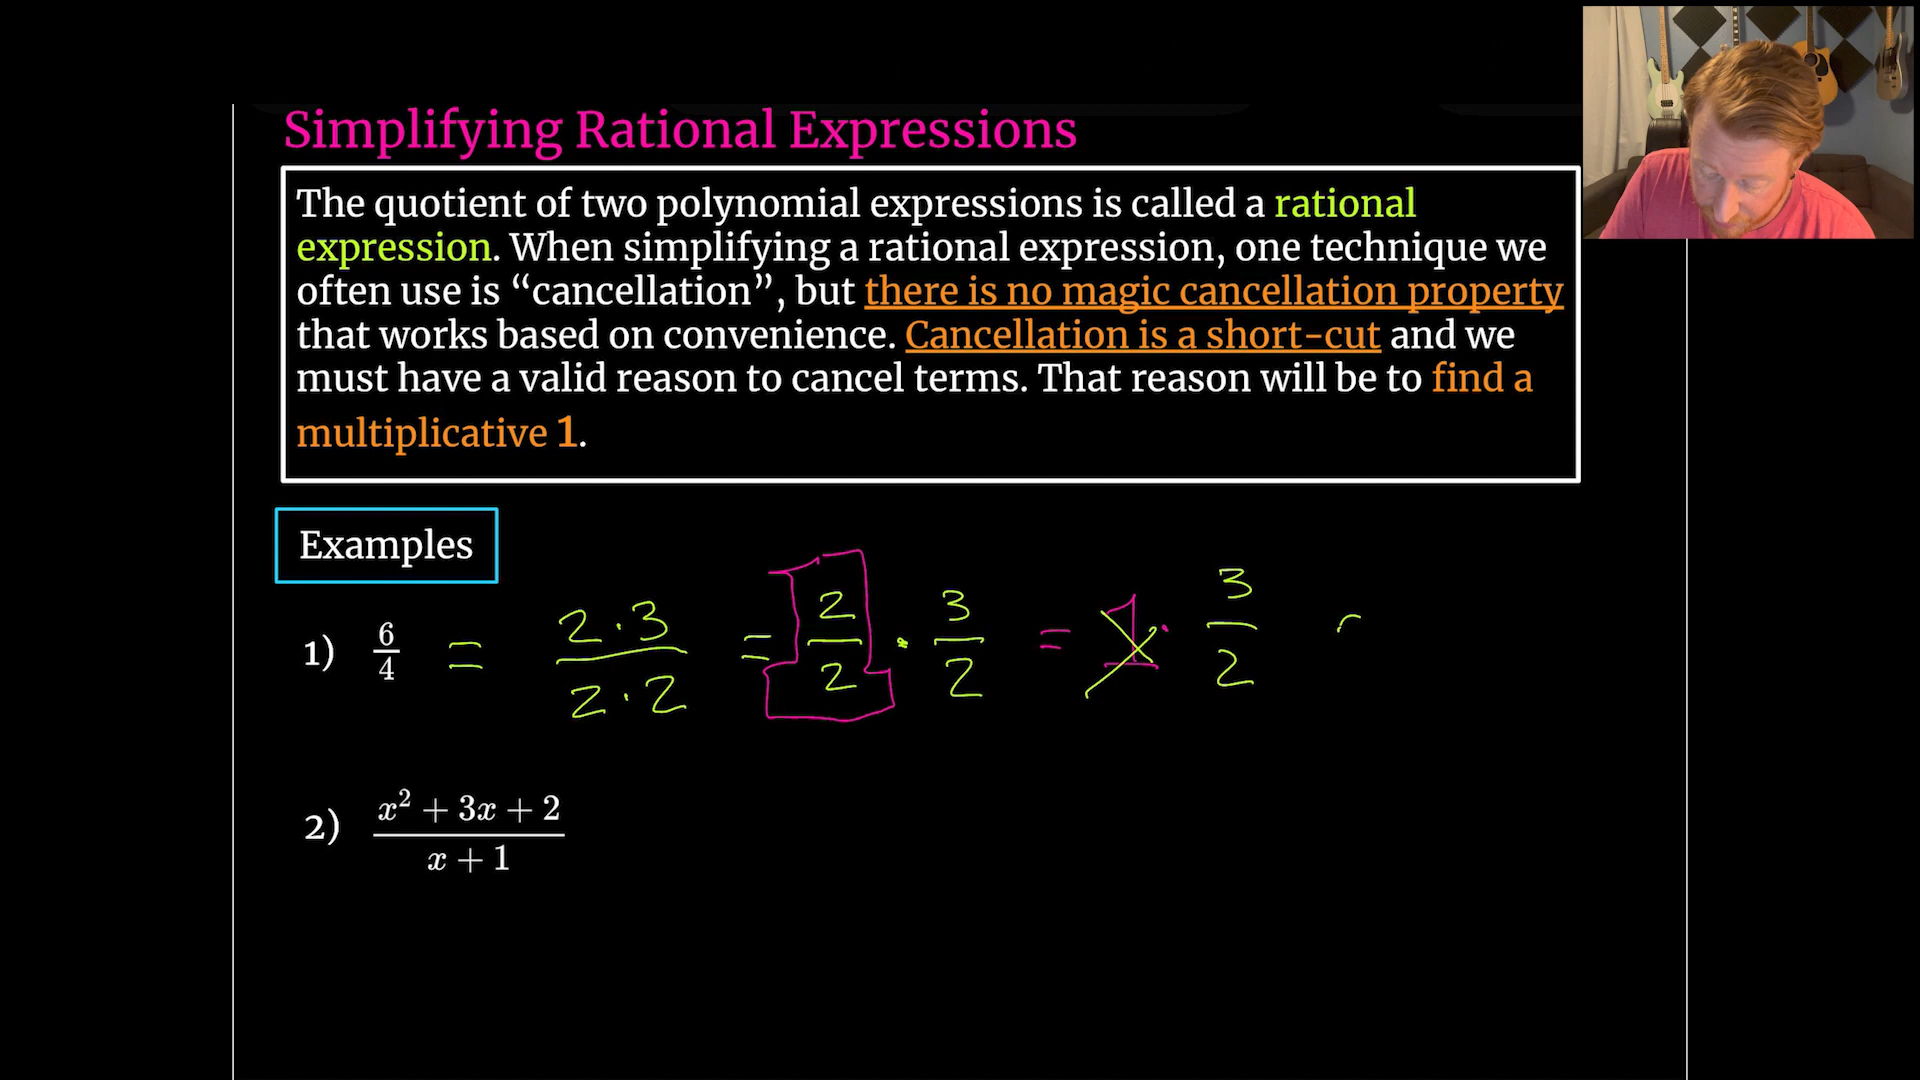 Simplifying Rational Expressions
The quotient of two polynomial expressions is called a rational
expression. When simplifying a rational expression, one technique we
often use is “cancellation”, but there is no magic cancellation property
that works based on convenience. Cancellation is a short-cut and we
must have a valid reason to cancel terms. That reason will be to find a
multiplicative 1.
Examples
1) 6/4 = 2·3/2·2 = 2/2 · 3/2 = 1 · 3/2
2) x² + 3x + 2
x + 1